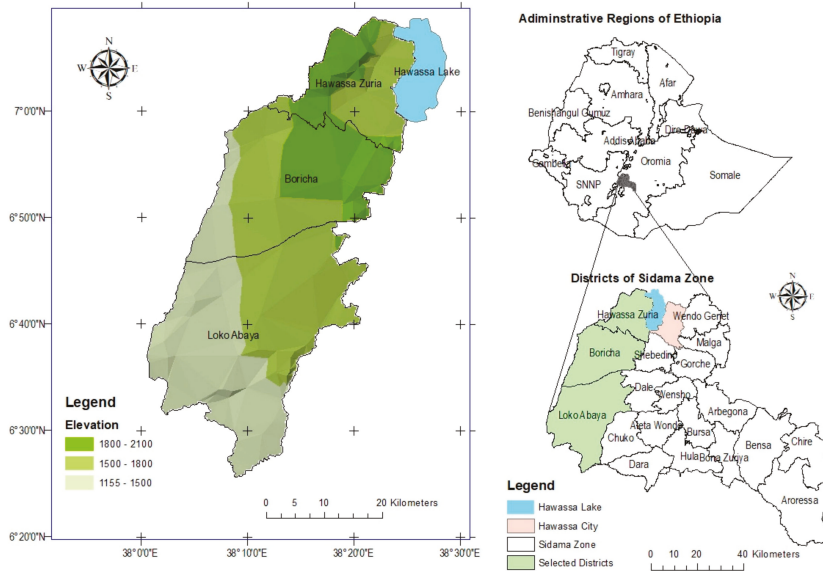 N
W E
S
Hawassa Lake
Hawassa Zuria
Boricha
Loko Abaya
7°0'0"N
6°50'0"N
6°40'0"N
6°30'0"N
6°20'0"N
38°0'0"E
38°10'0"E
38°20'0"E
38°30'0"E
Legend
Elevation
1800 - 2100
1500 - 1800
1155 - 1500
0 5 10 20 Kilometers
Adiminstrative Regions of Ethiopia
Tigray
Afar
Amhara
Benishangul Gumuz
Dire Dawa
Addis Ababa
Gambela
Oromia
SNNP
Somale
Districts of Sidama Zone
N
W E
S
Hawassa Zuria
Wendo Genet
Malga
Boricha
Shebedino
Gorche
Dale
Wensho
Loko Abaya
Arbegona
Aleta Wondo
Bursa
Chuko
Bensa
Chire
Dara
Hula
Bona Zuqya
Aroressa
Legend
Hawassa Lake
Hawassa City
Sidama Zone
Selected Districts
0 10 20 40 Kilometers